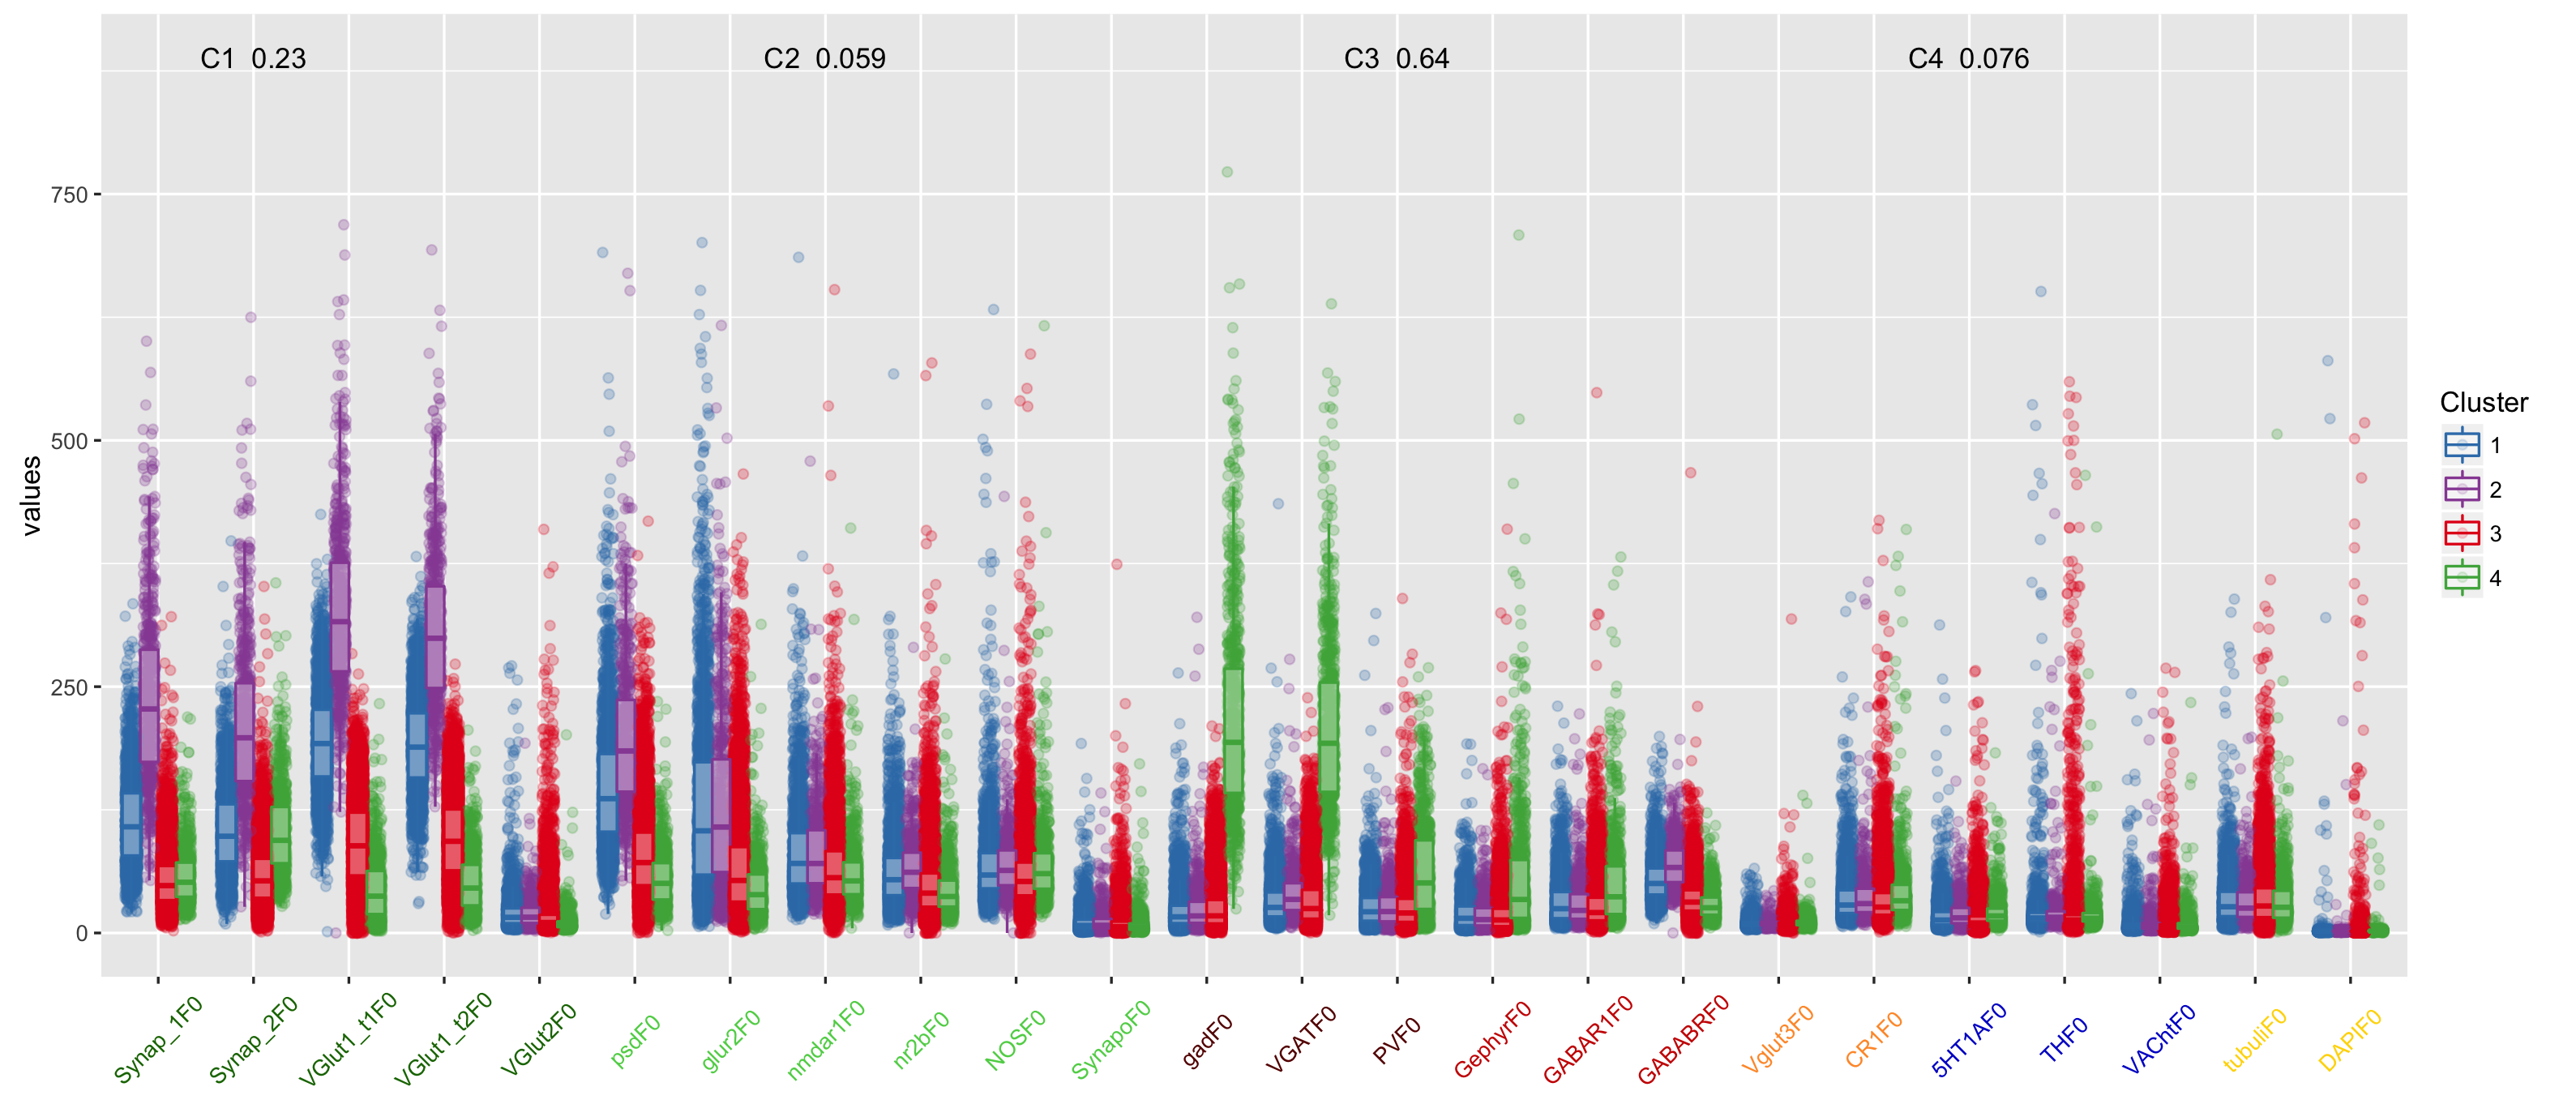 C1  0.23
C2  0.059
C3  0.64
C4  0.076
values
750
500
250
0
Synap_1F0
Synap_2F0
VGlut1_t1F0
VGlut1_t2F0
VGlut2F0
psdF0
glur2F0
nmdar1F0
nr2bF0
NOSF0
SynapoF0
gadF0
VGATF0
PVF0
GephyrF0
GABAR1F0
GABABRF0
Vglut3F0
CR1F0
5HT1AF0
THF0
VAChtF0
tubuliF0
DAPIF0
Cluster
1
2
3
4